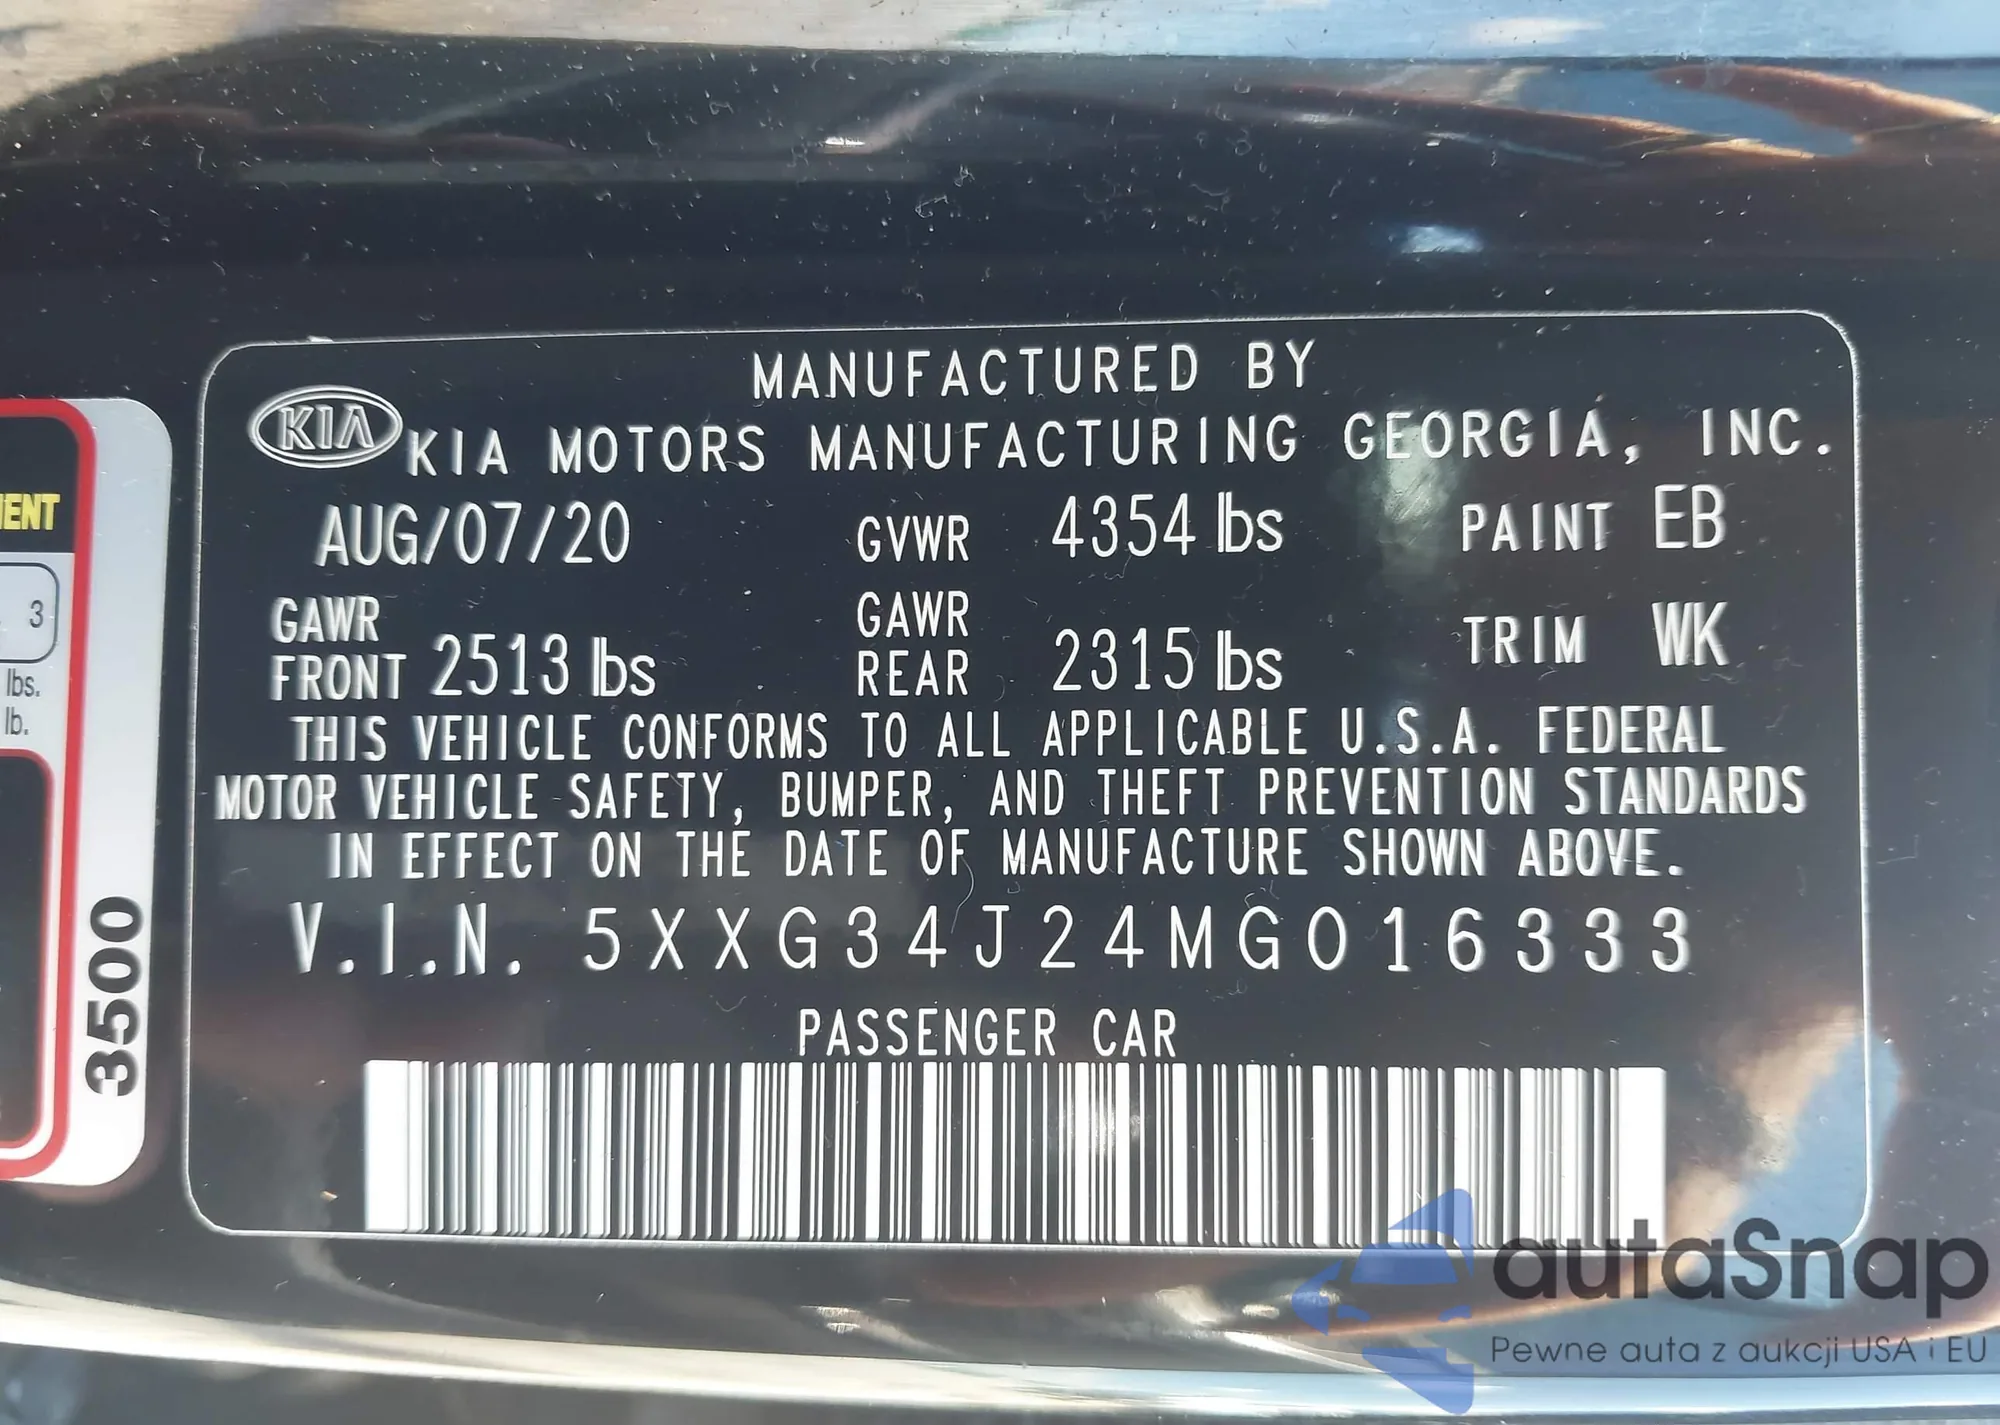 MANUFACTURED BY
KIA KIA MOTORS MANUFACTURING GEORGIA, INC.
AUG/07/20 GVWR 4354 lbs PAINT EB
GAWR FRONT 2513 lbs GAWR REAR 2315 lbs TRIM WK
THIS VEHICLE CONFORMS TO ALL APPLICABLE U.S.A. FEDERAL
MOTOR VEHICLE SAFETY, BUMPER, AND THEFT PREVENTION STANDARDS
IN EFFECT ON THE DATE OF MANUFACTURE SHOWN ABOVE.
V.I.N. 5XXG34J24MG016333
PASSENGER CAR
3
lbs.
lb.
3500
autaSnap
Pewne auta z aukcji USA i EU